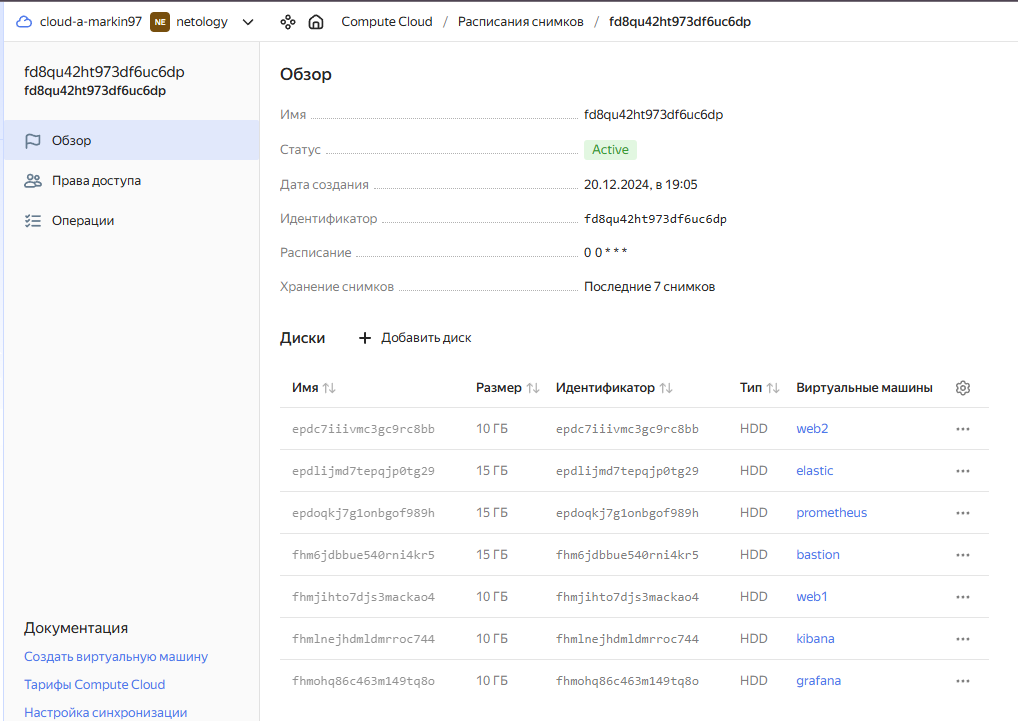 cloud-a-markin97 NE netology Compute Cloud / Расписания снимков / fd8qu42ht973df6uc6dp
fd8qu42ht973df6uc6dp
fd8qu42ht973df6uc6dp
Обзор
Права доступа
Операции
Документация
Создать виртуальную машину
Тарифы Compute Cloud
Настройка синхронизации
Обзор
Имя fd8qu42ht973df6uc6dp
Статус Active
Дата создания 20.12.2024, в 19:05
Идентификатор fd8qu42ht973df6uc6dp
Расписание 0 0 * * *
Хранение снимков Последние 7 снимков
Диски + Добавить диск
Имя Размер Идентификатор Тип Виртуальные машины
epdc7iiivmc3gc9rc8bb 10 ГБ epdc7iiivmc3gc9rc8bb HDD web2
epdlijmd7tepqjp0tg29 15 ГБ epdlijmd7tepqjp0tg29 HDD elastic
epdoqkj7g1onbgof989h 15 ГБ epdoqkj7g1onbgof989h HDD prometheus
fhm6jdbbue540rni4kr5 15 ГБ fhm6jdbbue540rni4kr5 HDD bastion
fhmjihto7djs3mackao4 10 ГБ fhmjihto7djs3mackao4 HDD web1
fhmlnejhdmldmrroc744 10 ГБ fhmlnejhdmldmrroc744 HDD kibana
fhmohq86c463m149tq8o 10 ГБ fhmohq86c463m149tq8o HDD grafana